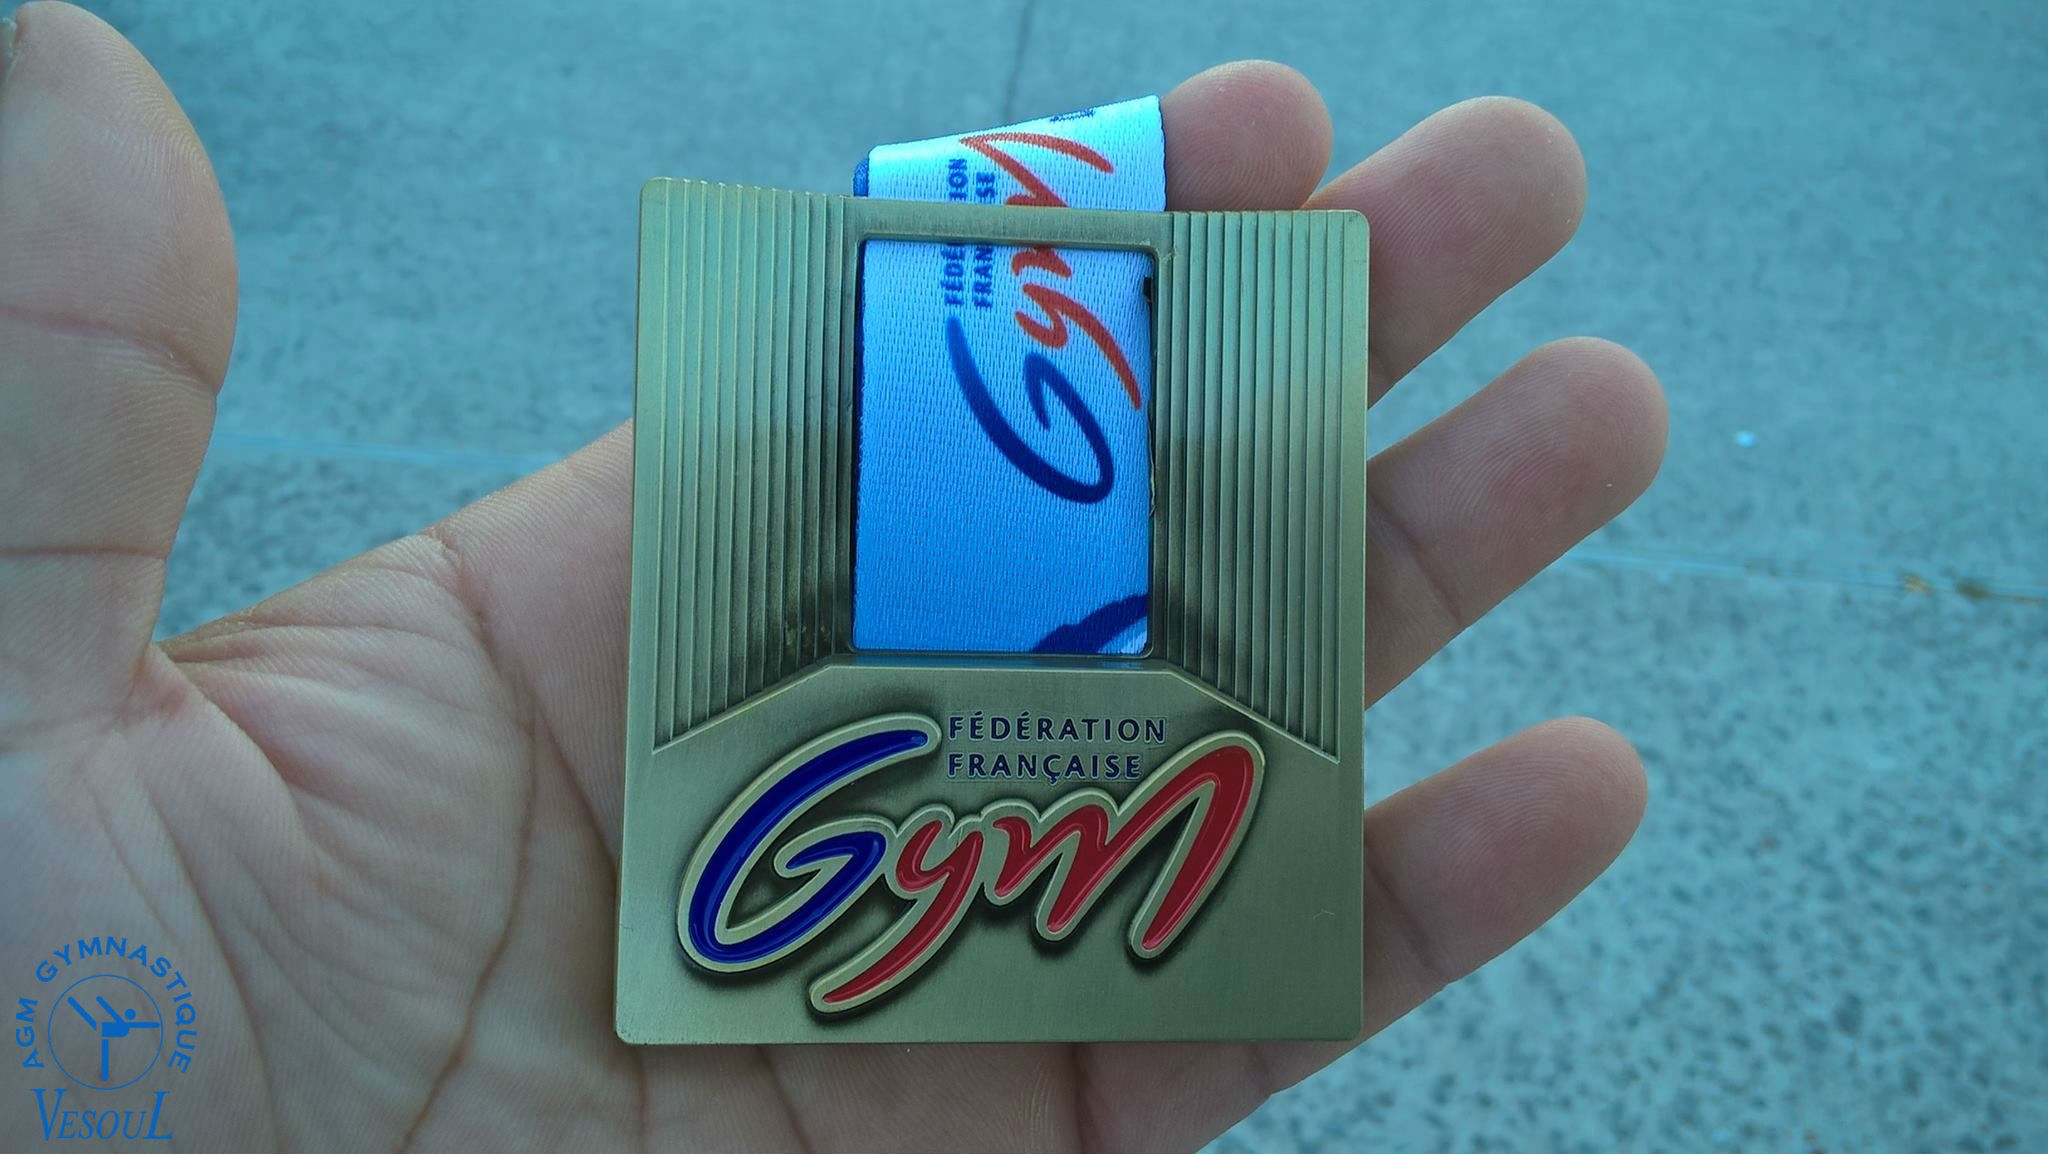 FÉDÉRATION
FRANÇAISE
Gym
FÉDÉRATION
FRANÇAISE
Gym
AGM GYMNASTIQUE
VESOUL